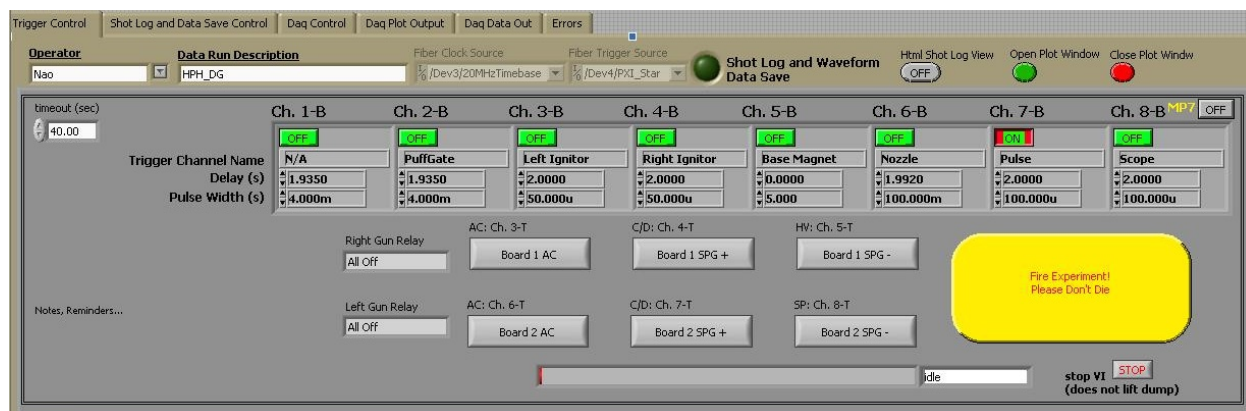 Trigger Control Shot Log and Data Save Control Daq Control Daq Plot Output Daq Data Out Errors
Operator Data Run Description Fiber Clock Source Fiber Trigger Source Shot Log and Waveform Data Save Html Shot Log View Open Plot Window Close Plot Windw
Nao HPH_DG /Dev3/20MHzTimebase /Dev4/PXI_Star OFF
timeout (sec) Ch. 1-B Ch. 2-B Ch. 3-B Ch. 4-B Ch. 5-B Ch. 6-B Ch. 7-B Ch. 8-B MP7 OFF
40.00 OFF OFF OFF OFF OFF OFF ON OFF
Trigger Channel Name N/A PuffGate Left Ignitor Right Ignitor Base Magnet Nozzle Pulse Scope
Delay (s) 1.9350 1.9350 2.0000 2.0000 0.0000 1.9920 2.0000 2.0000
Pulse Width (s) 4.000m 4.000m 50.000u 50.000u 5.000 100.000m 100.000u 100.000u
AC: Ch. 3-T C/D: Ch. 4-T HV: Ch. 5-T
Right Gun Relay
All Off Board 1 AC Board 1 SPG + Board 1 SPG -
Fire Experiment!
Please Don't Die
Notes, Reminders... Left Gun Relay AC: Ch. 6-T C/D: Ch. 7-T SP: Ch. 8-T
All Off Board 2 AC Board 2 SPG + Board 2 SPG -
idle stop VI STOP
(does not lift dump)